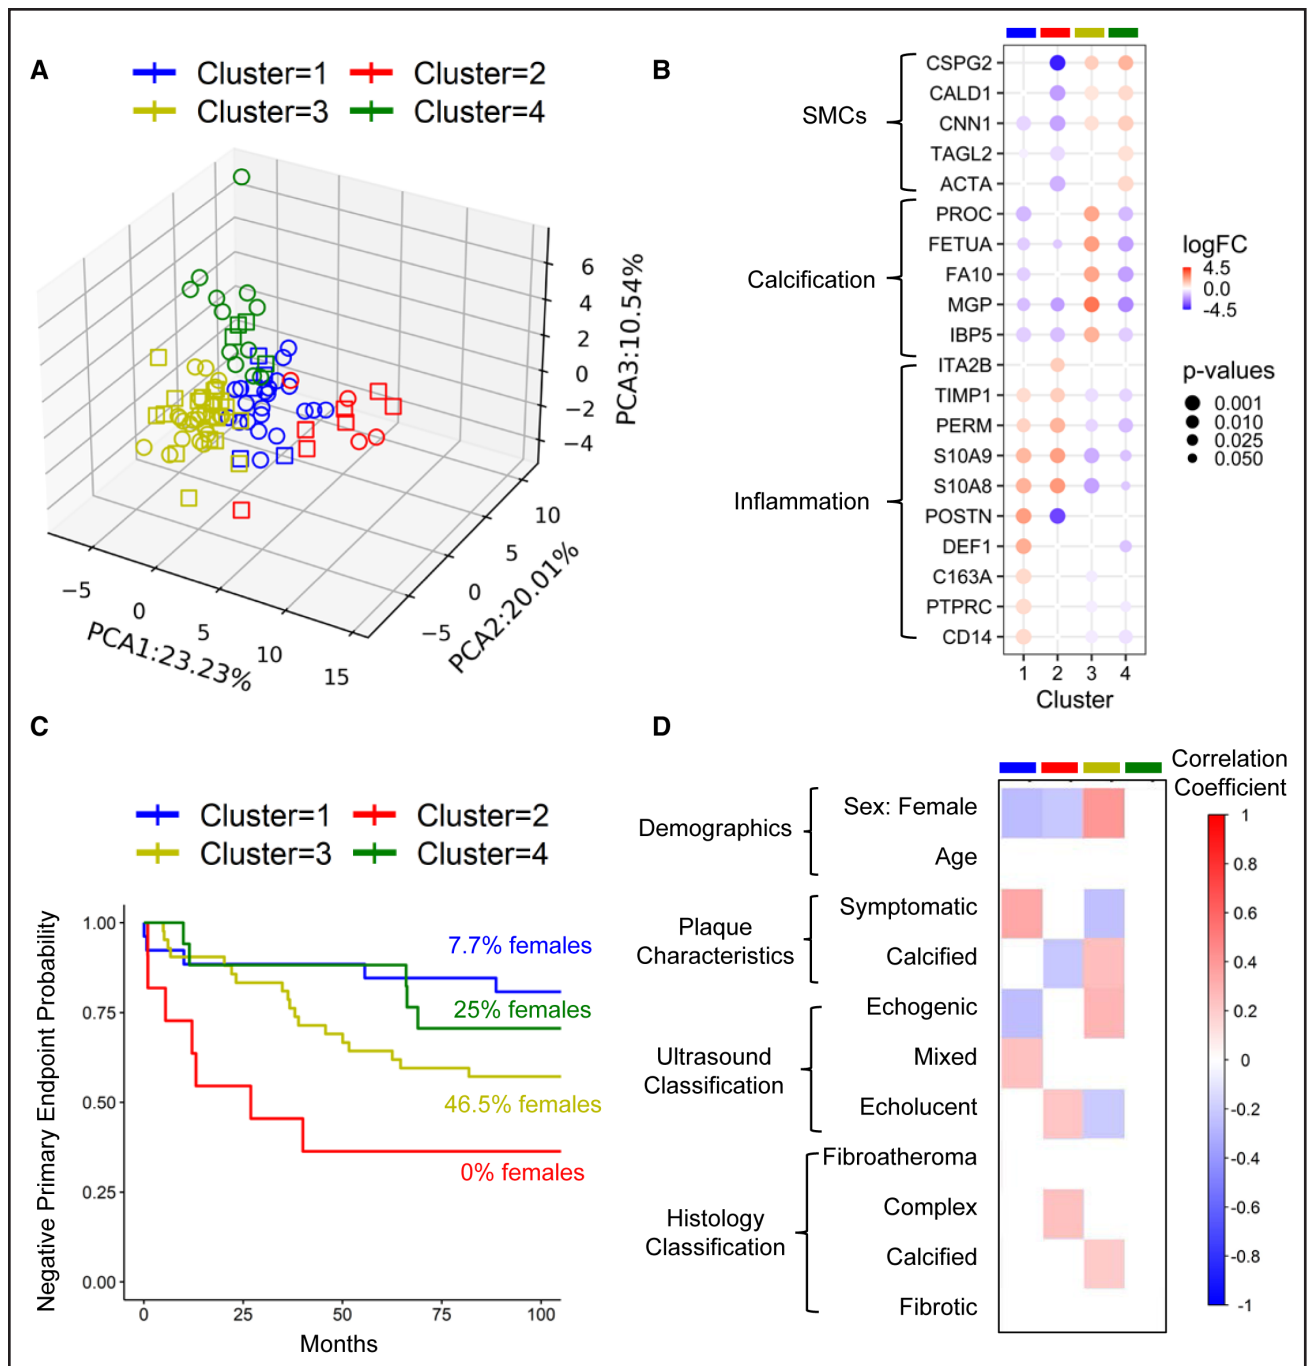 A
Cluster=1
Cluster=2
Cluster=3
Cluster=4
6
4
2
0
−2
−4
PCA3:10.54%
10
5
0
−5
PCA2:20.01%
−5
0
5
10
15
PCA1:23.23%
B
SMCs
CSPG2
CALD1
CNN1
TAGL2
ACTA
Calcification
PROC
FETUA
FA10
MGP
IBP5
Inflammation
ITA2B
TIMP1
PERM
S10A9
S10A8
POSTN
DEF1
C163A
PTPRC
CD14
1 2 3 4
Cluster
logFC
4.5
0.0
-4.5
p-values
0.001
0.010
0.025
0.050
C
Cluster=1
Cluster=2
Cluster=3
Cluster=4
Negative Primary Endpoint Probability
1.00
0.75
0.50
0.25
0.00
7.7% females
25% females
46.5% females
0% females
0 25 50 75 100
Months
D
Correlation
Coefficient
Demographics
Sex: Female
Age
Plaque
Characteristics
Symptomatic
Calcified
Ultrasound
Classification
Echogenic
Mixed
Echolucent
Histology
Classification
Fibroatheroma
Complex
Calcified
Fibrotic
1
0.8
0.6
0.4
0.2
0
-0.2
-0.4
-0.6
-0.8
-1